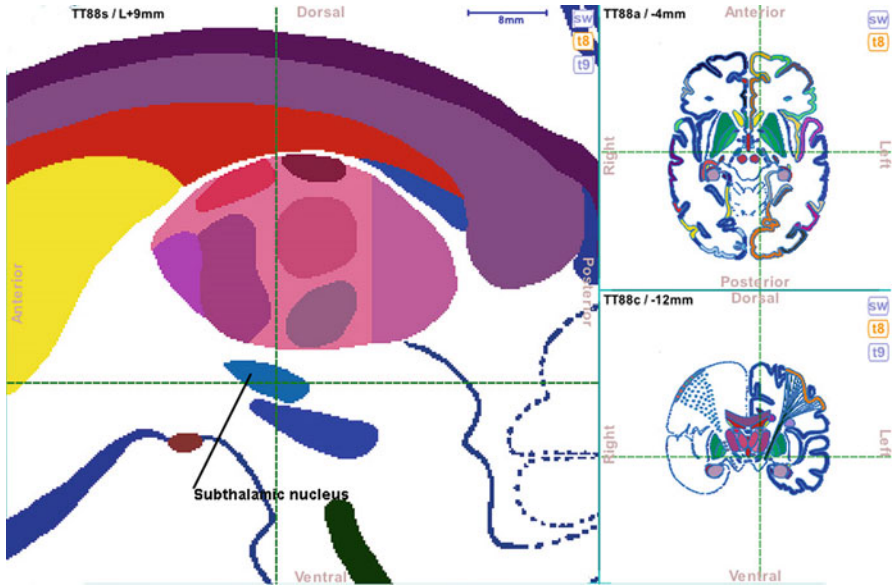 TT88s / L+9mm
Dorsal
8mm
sw
t8
t9
Anterior
Posterior
Subthalamic nucleus
Ventral
TT88a / -4mm
Anterior
sw
t8
Right
Left
Posterior
TT88c / -12mm
Dorsal
sw
t8
t9
Right
Left
Ventral